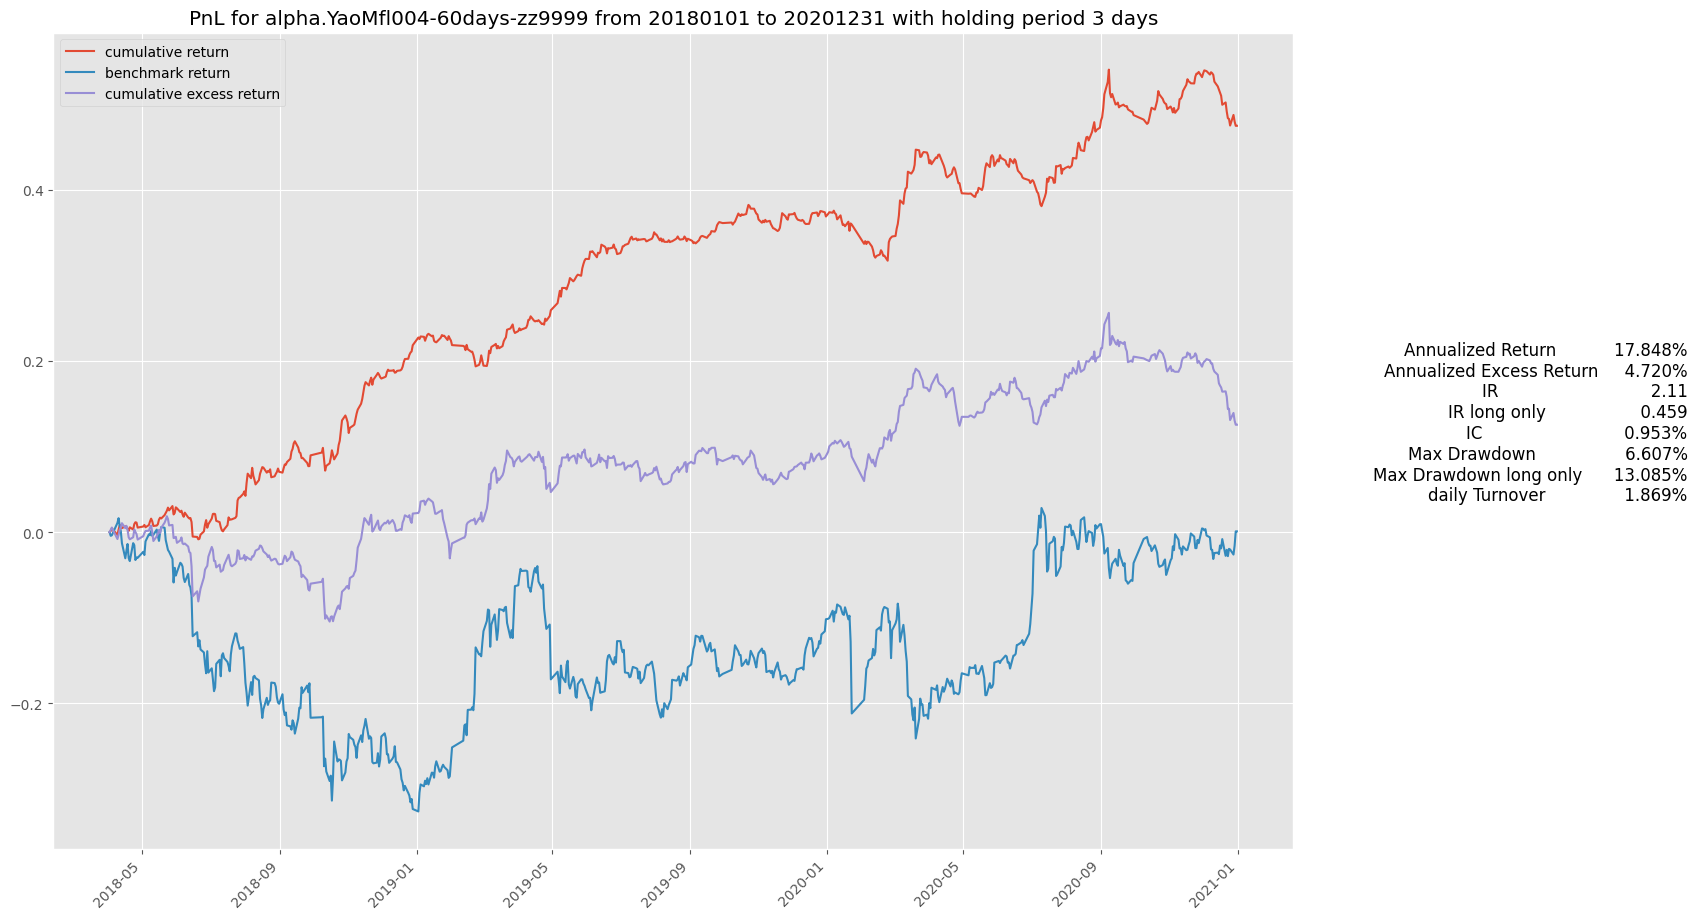 PnL for alpha.YaoMfl004-60days-zz9999 from 20180101 to 20201231 with holding period 3 days
cumulative return
benchmark return
cumulative excess return
0.4
0.2
0.0
−0.2
2018-05
2018-09
2019-01
2019-05
2019-09
2020-01
2020-05
2020-09
2021-01
Annualized Return 17.848%
Annualized Excess Return 4.720%
IR 2.11
IR long only 0.459
IC 0.953%
Max Drawdown 6.607%
Max Drawdown long only 13.085%
daily Turnover 1.869%